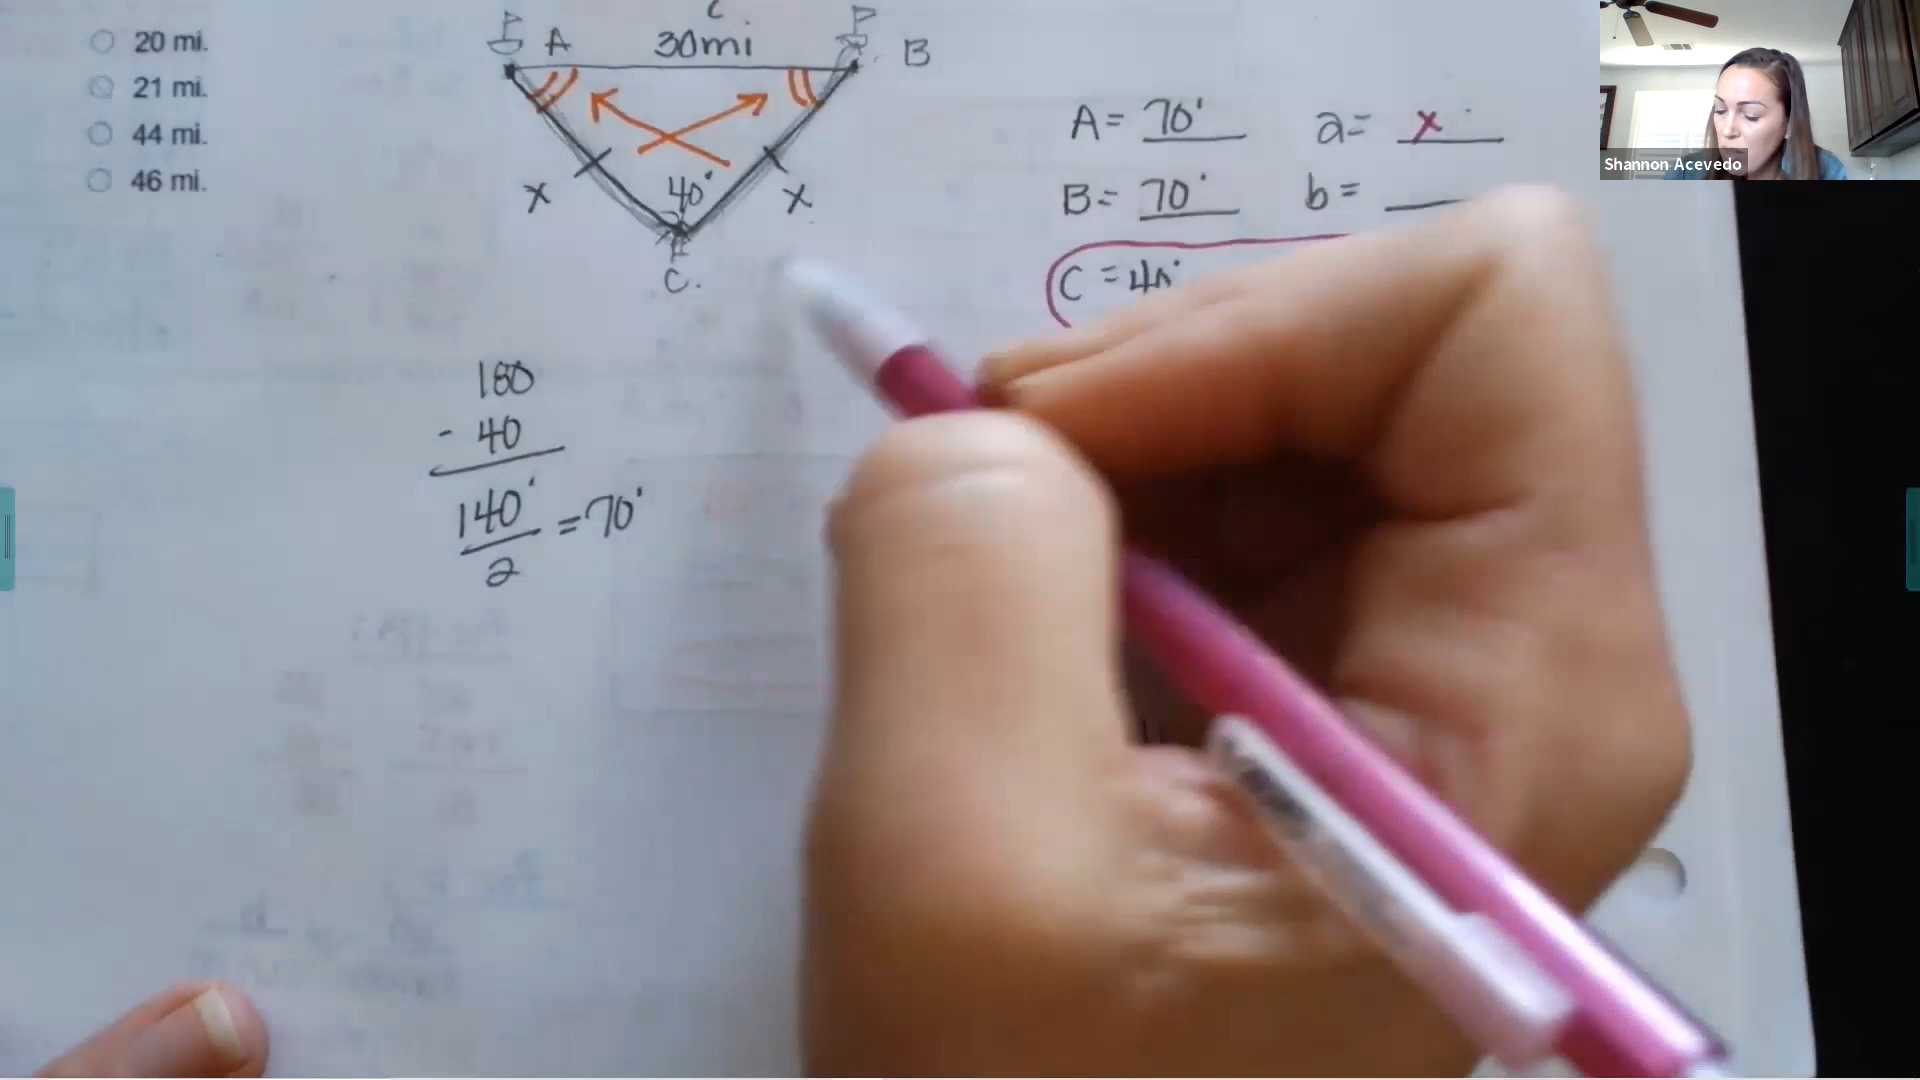 20 mi.
21 mi.
44 mi.
46 mi.
c
A
30mi
B
x
40°
x
C.
A = 70°
a = x
B = 70°
b =
C = 40°
180
- 40
140°
2
= 70°
Shannon Acevedo